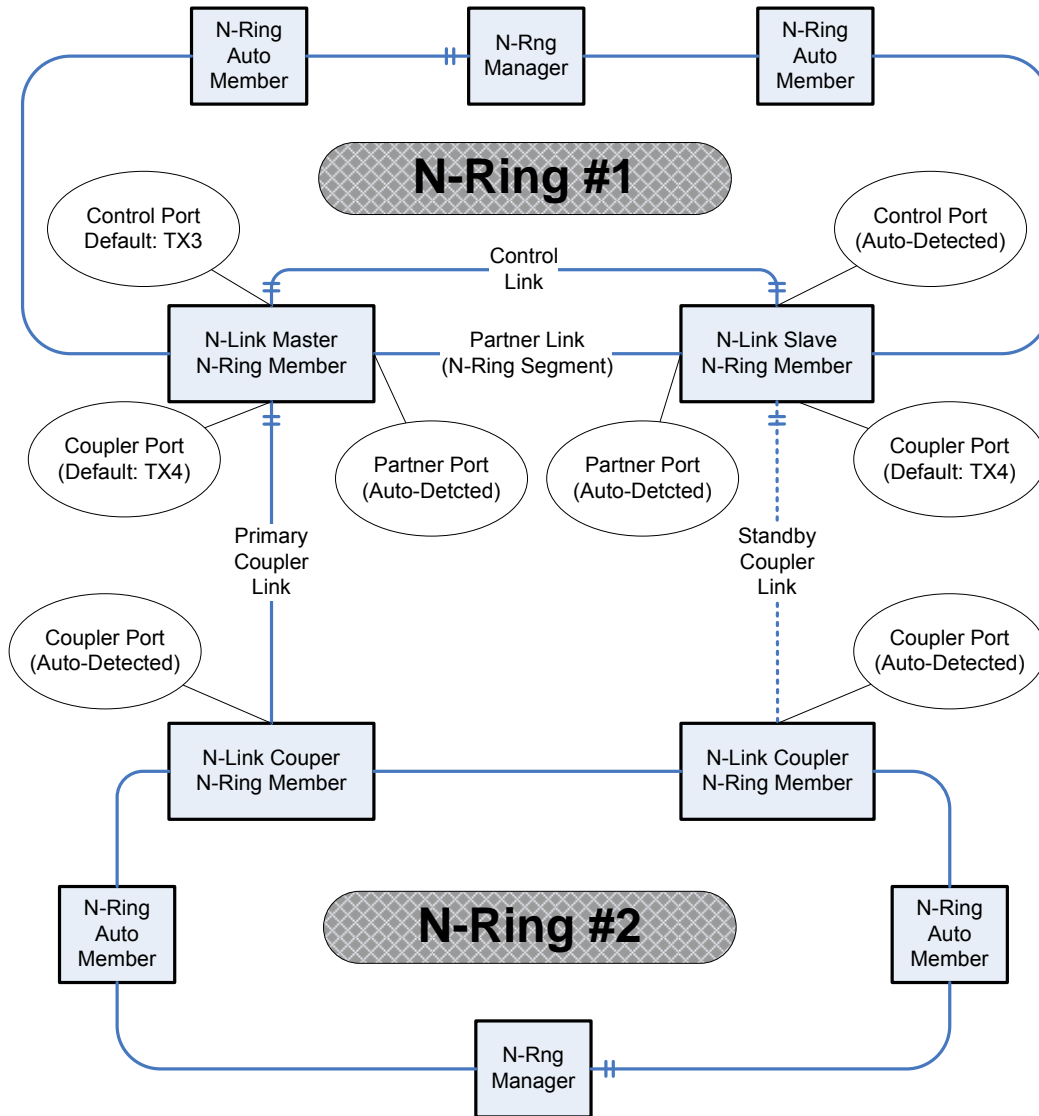 N-Ring
Auto
Member
N-Rng
Manager
N-Ring
Auto
Member
N-Ring #1
Control Port
Default: TX3
Control
Link
Control Port
(Auto-Detected)
N-Link Master
N-Ring Member
Partner Link
(N-Ring Segment)
N-Link Slave
N-Ring Member
Coupler Port
(Default: TX4)
Partner Port
(Auto-Detcted)
Partner Port
(Auto-Detcted)
Coupler Port
(Default: TX4)
Primary
Coupler
Link
Standby
Coupler
Link
Coupler Port
(Auto-Detected)
Coupler Port
(Auto-Detected)
N-Link Couper
N-Ring Member
N-Link Coupler
N-Ring Member
N-Ring
Auto
Member
N-Ring #2
N-Ring
Auto
Member
N-Rng
Manager